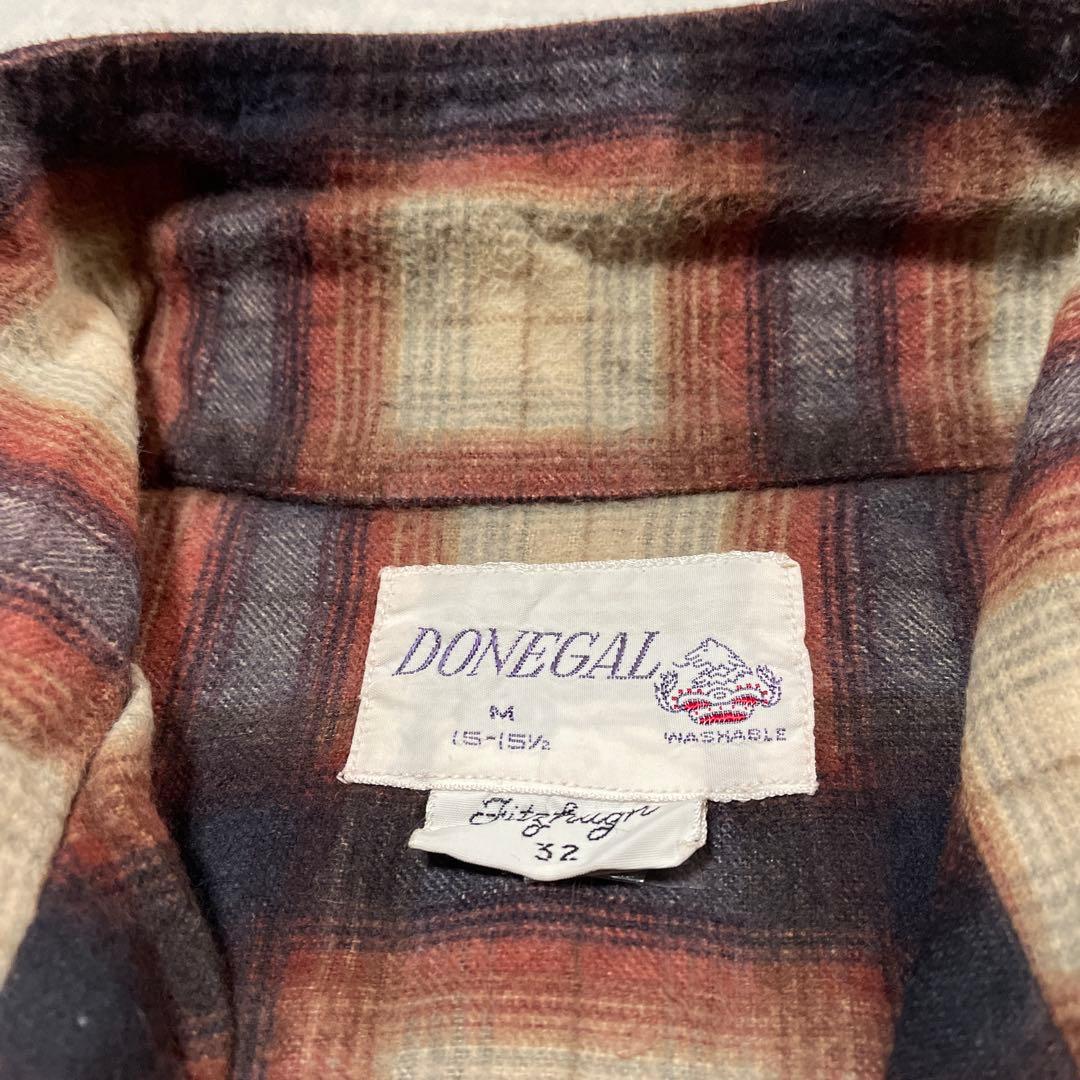 DONEGAL
M
15-15½
WASHABLE
Fitzhugh
32